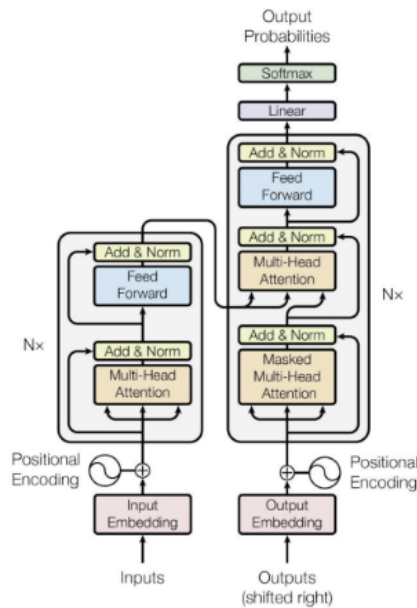 Output
Probabilities
Softmax
Linear
Add & Norm
Feed
Forward
Add & Norm
Multi-Head
Attention
Add & Norm
Masked
Multi-Head
Attention
Nx
Add & Norm
Feed
Forward
Add & Norm
Multi-Head
Attention
Nx
Positional
Encoding
Positional
Encoding
Input
Embedding
Output
Embedding
Inputs
Outputs
(shifted right)